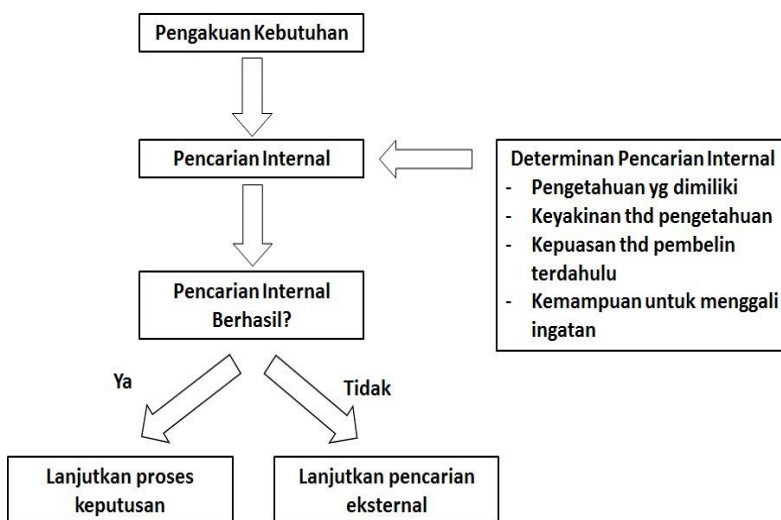 Pengakuan Kebutuhan
Pencarian Internal
Determinan Pencarian Internal
- Pengetahuan yg dimiliki
- Keyakinan thd pengetahuan
- Kepuasan thd pembelin
terdahulu
- Kemampuan untuk menggali
ingatan
Pencarian Internal
Berhasil?
Ya
Tidak
Lanjutkan proses
keputusan
Lanjutkan pencarian
eksternal